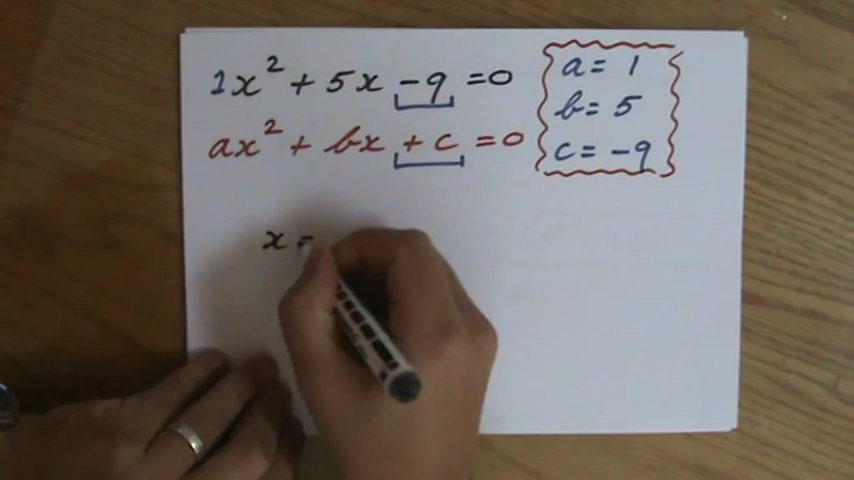 1x² + 5x - 9 = 0
ax² + bx + c = 0
a = 1
b = 5
c = -9
x =